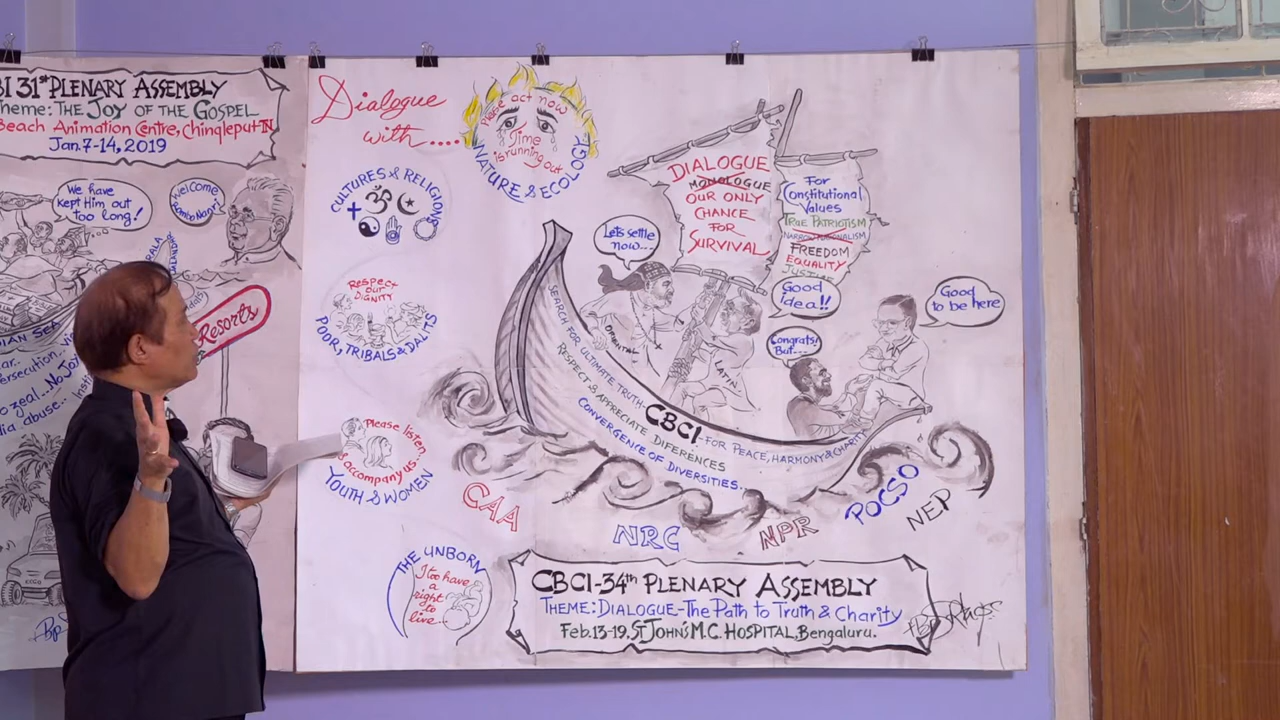 31st PLENARY ASSEMBLY
Theme: THE JOY OF THE GOSPEL
Beach Animation Centre, Chingleput TN
Jan. 7-14, 2019
We have
kept Him out
too long!
Welcome,
Resorts
Dialogue
with....
Please act now
Time
is running out
NATURE & ECOLOGY
CULTURES & RELIGIONS
RESPECT
OUR
DIGNITY
POOR, TRIBALS & DALITS
Please listen
& accompany us!
YOUTH & WOMEN
THE UNBORN
I too have
a
right
to
live..
DIALOGUE
MONOLOGUE
OUR ONLY
CHANCE
FOR
SURVIVAL
For
Constitutional
Values
TRUE PATRIOTISM
NARROW NATIONALISM
FREEDOM
EQUALITY
JUSTICE
Let's settle
now...
Good
idea!!
Congrats!
But....
Good
to be here
ORIENTAL
LATIN
SEARCH FOR ULTIMATE TRUTH-CBCI-FOR PEACE, HARMONY & CHARITY
RESPECT & APPRECIATE DIFERENCES
CONVERGENCE OF DIVERSITIES...
CAA
NRC
NPR
POCSO
NEP
CBCI-34th PLENARY ASSEMBLY
THEME: DIALOGUE-The Path to Truth & Charity
Feb. 13-19. ST JOHN'S M.C. HOSPITAL, Bengaluru.